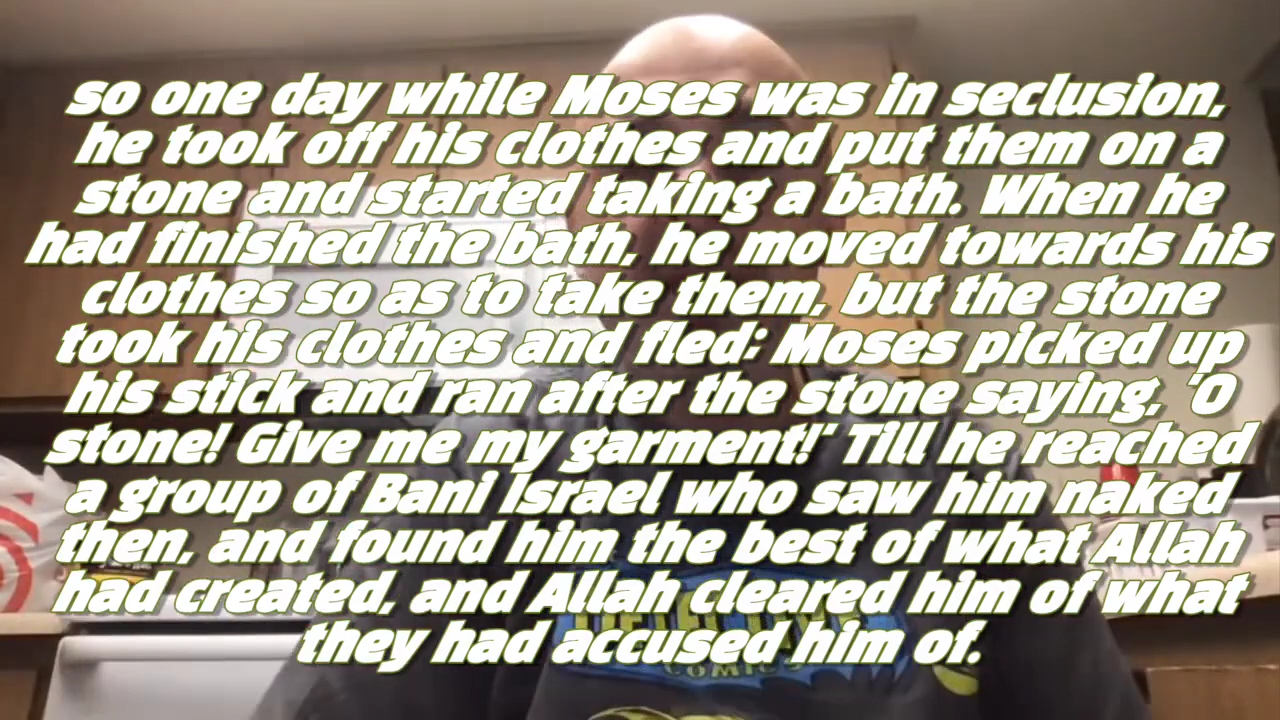 so one day while Moses was in seclusion,
he took off his clothes and put them on a
stone and started taking a bath. When he
had finished the bath, he moved towards his
clothes so as to take them, but the stone
took his clothes and fled; Moses picked up
his stick and ran after the stone saying, 'O
stone! Give me my garment!' Till he reached
a group of Bani Israel who saw him naked
then, and found him the best of what Allah
had created, and Allah cleared him of what
they had accused him of.
COMICS